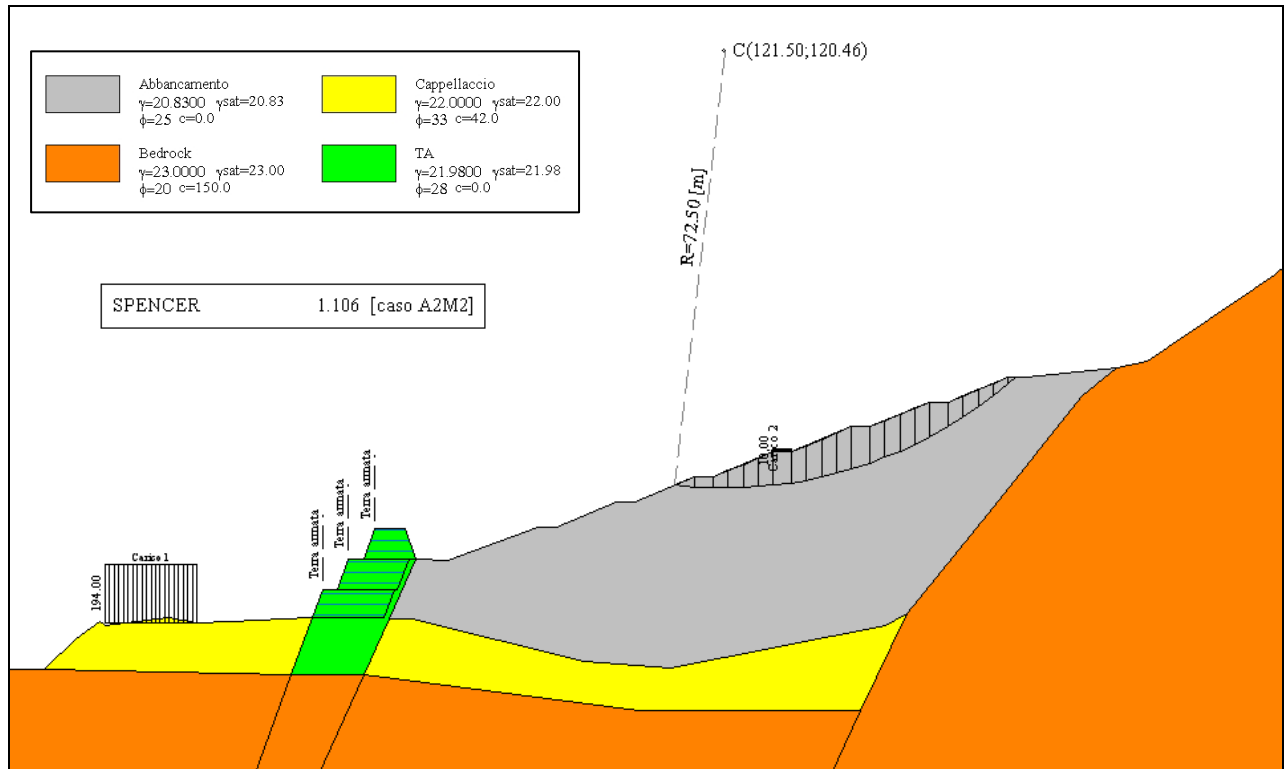 C(121.50;120.46)
Abbancamento
γ=20.8300 γsat=20.83
ϕ=25 c=0.0
Cappellaccio
γ=22.0000 γsat=22.00
ϕ=33 c=42.0
Bedrock
γ=23.0000 γsat=23.00
ϕ=20 c=150.0
TA
γ=21.9800 γsat=21.98
ϕ=28 c=0.0
R=72.50 [m]
SPENCER 1.106 [caso A2M2]
10.00
Carico 2
Terra armata
Terra armata
Terra armata
Carico 1
194.00